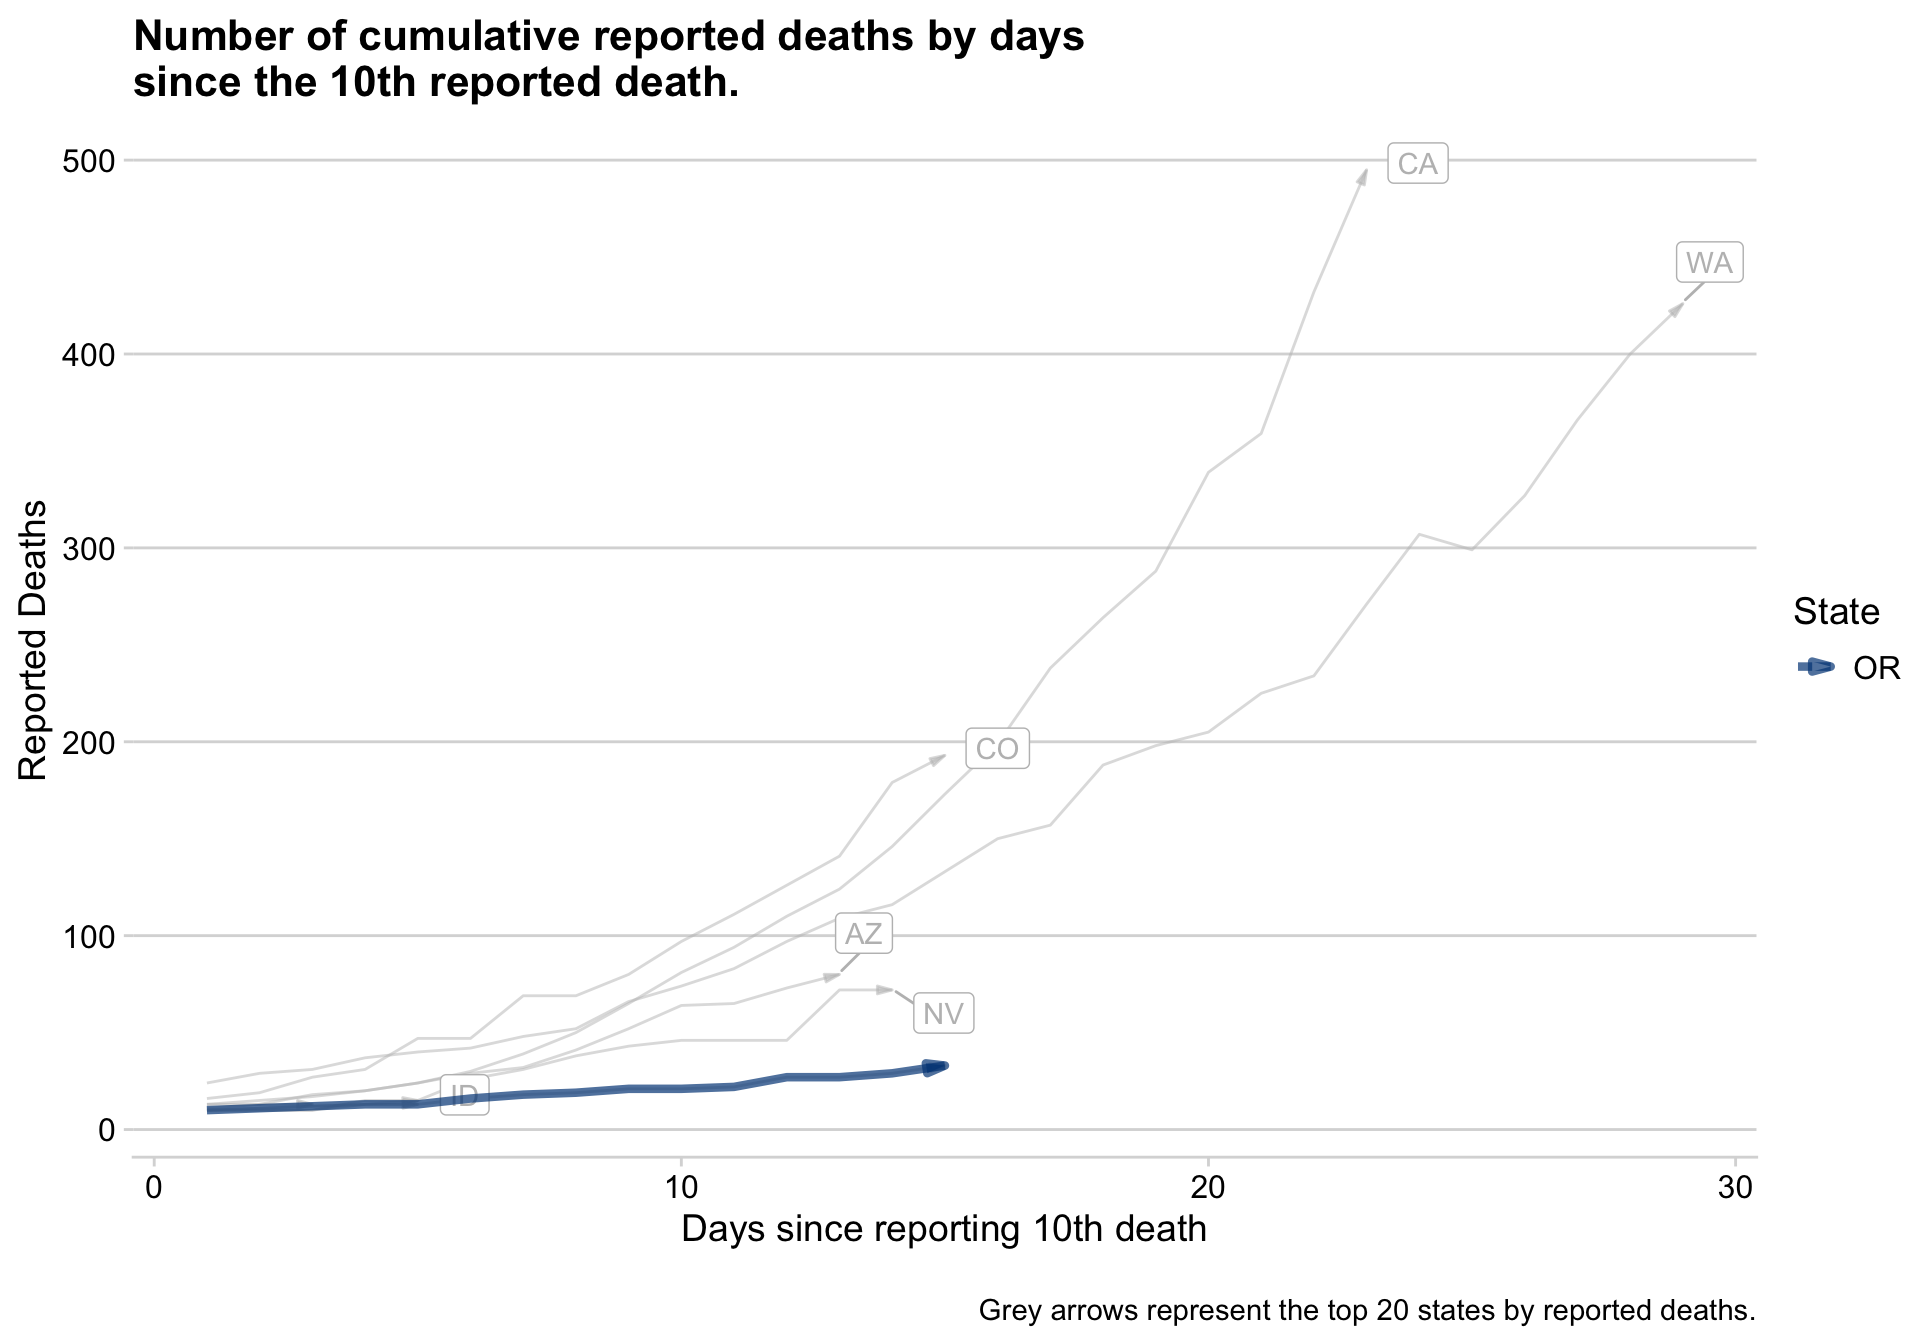 Number of cumulative reported deaths by days
since the 10th reported death.
Reported Deaths
500
400
300
200
100
0
CA
WA
CO
AZ
NV
ID
State
OR
0
10
20
30
Days since reporting 10th death
Grey arrows represent the top 20 states by reported deaths.